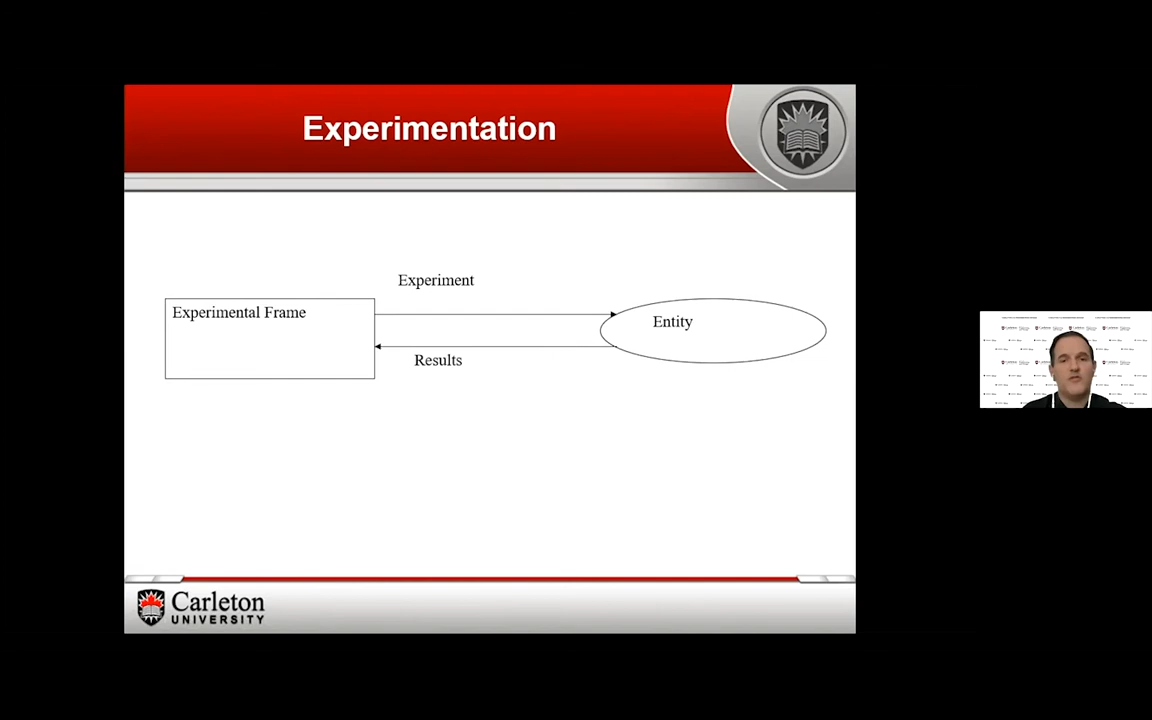 Experimentation
Experiment
Experimental Frame
Entity
Results
Carleton
UNIVERSITY